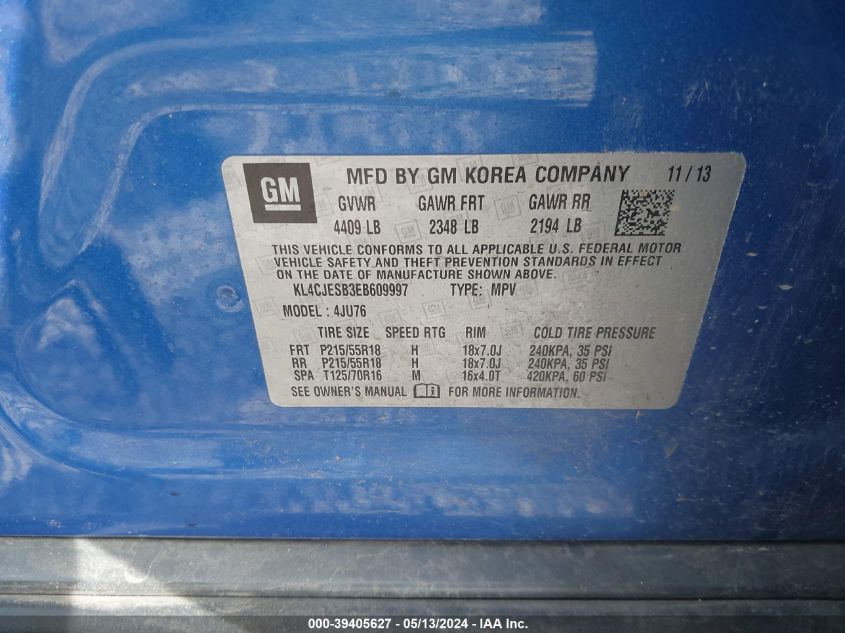 GM
MFD BY GM KOREA COMPANY 11/13
GVWR GAWR FRT GAWR RR
4409 LB 2348 LB 2194 LB
THIS VEHICLE CONFORMS TO ALL APPLICABLE U.S. FEDERAL MOTOR
VEHICLE SAFETY AND THEFT PREVENTION STANDARDS IN EFFECT
ON THE DATE OF MANUFACTURE SHOWN ABOVE.
KL4CJESB3EB609997 TYPE: MPV
MODEL : 4JU76
TIRE SIZE SPEED RTG RIM COLD TIRE PRESSURE
FRT P215/55R18 H 18x7.0J 240KPA, 35 PSI
RR P215/55R18 H 18x7.0J 240KPA, 35 PSI
SPA T125/70R16 M 16x4.0T 420KPA, 60 PSI
SEE OWNER'S MANUAL FOR MORE INFORMATION.
000-39405627 - 05/13/2024 - IAA Inc.